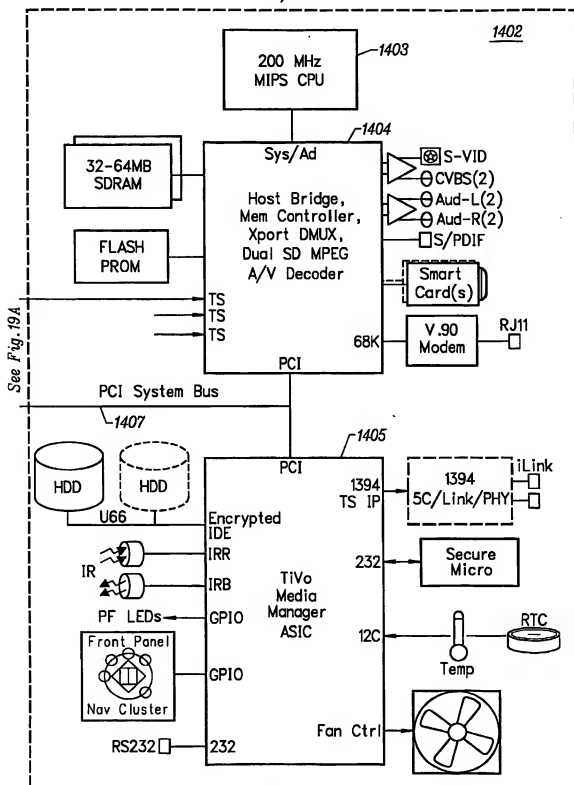 1402
1403
200 MHz
MIPS CPU
1404
Sys/Ad
32-64MB
SDRAM
Host Bridge,
Mem Controller,
Xport DMUX,
Dual SD MPEG
A/V Decoder
S-VID
CVBS(2)
Aud-L(2)
Aud-R(2)
S/PDIF
FLASH
PROM
Smart
Card(s)
TS
TS
TS
68K
V.90
Modem
RJ11
PCI
See Fig.19A
PCI System Bus
1407
1405
PCI
HDD
HDD
U66
Encrypted
IDE
1394
TS IP
1394
5C/Link/PHY
iLink
IR
IRR
IRB
TiVo
Media
Manager
ASIC
232
Secure
Micro
PF LEDs
GPIO
Front Panel
Nav Cluster
GPIO
12C
Temp
RTC
Fan Ctrl
RS232
232